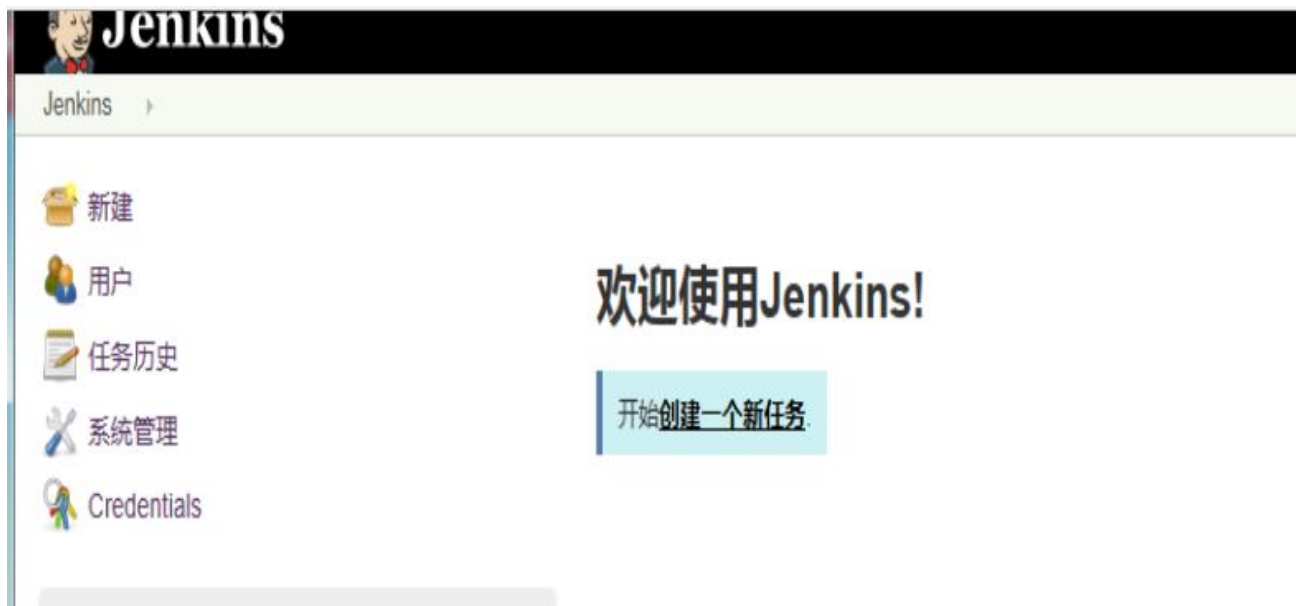 Jenkins
Jenkins
新建
用户
任务历史
系统管理
Credentials
欢迎使用Jenkins!
开始创建一个新任务.